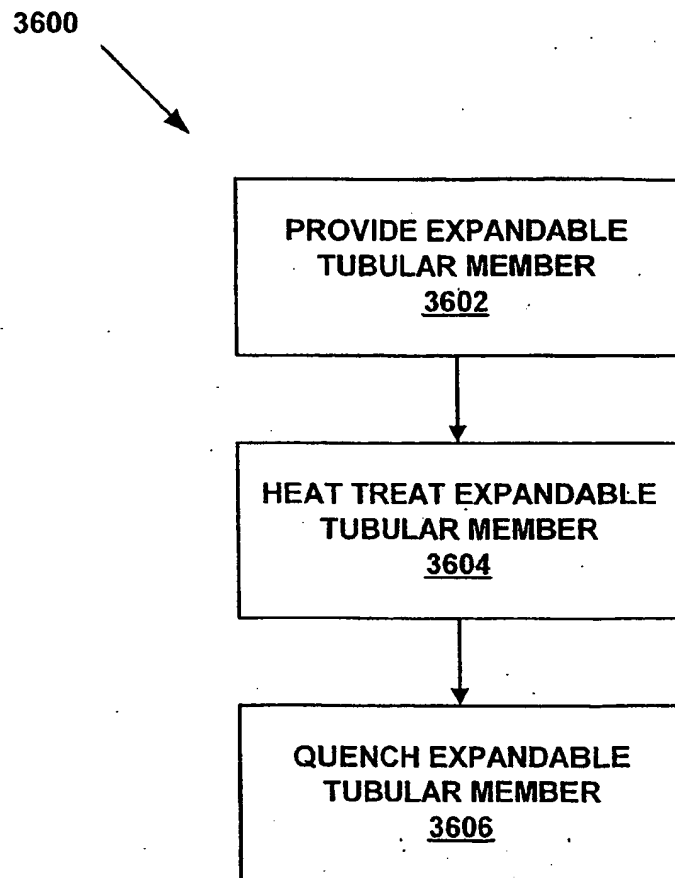 3600
PROVIDE EXPANDABLE
TUBULAR MEMBER
3602
HEAT TREAT EXPANDABLE
TUBULAR MEMBER
3604
QUENCH EXPANDABLE
TUBULAR MEMBER
3606